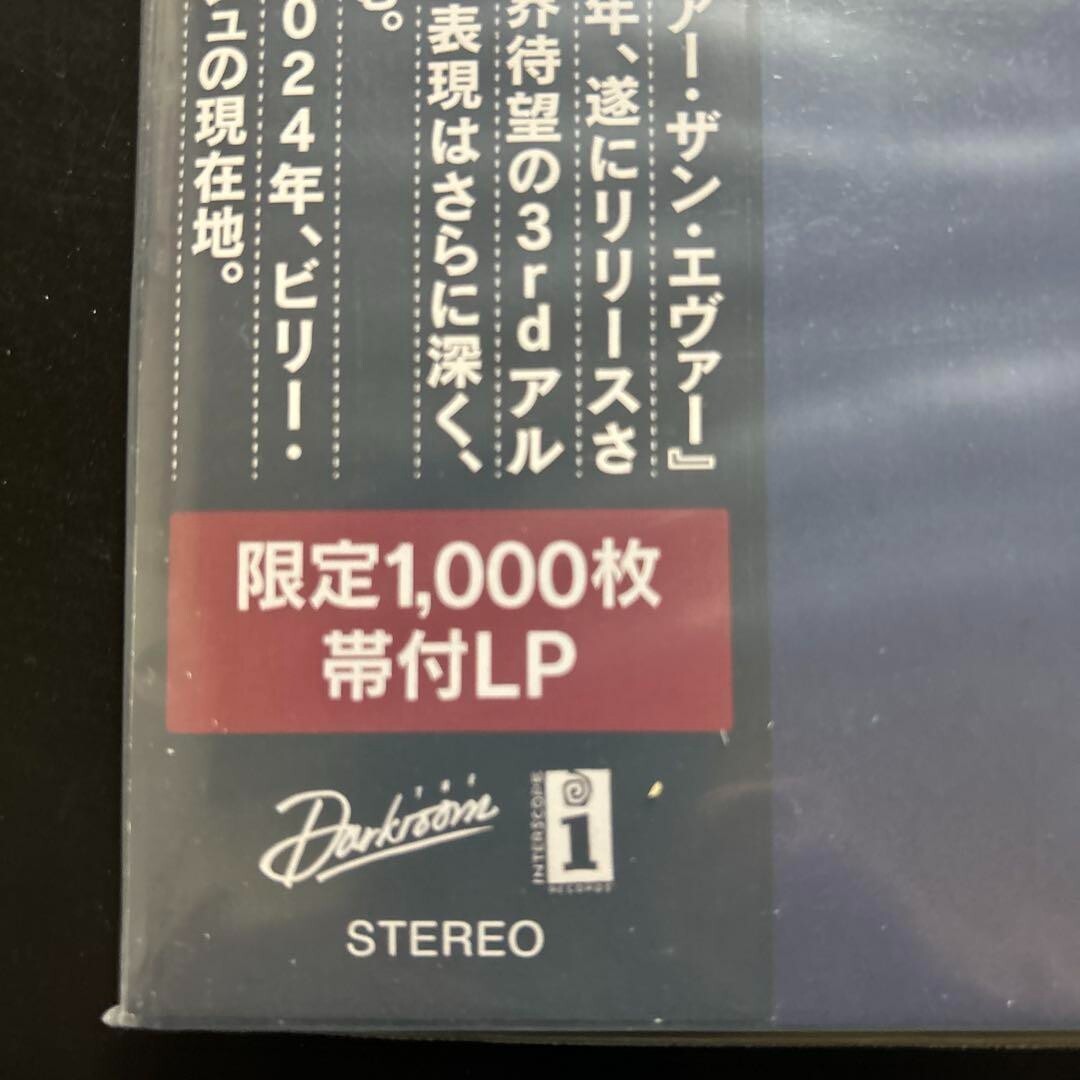 アー・ザン・エヴァー』
年、遂にリリースさ
界待望の3rdアル
表現はさらに深く、
。
024年、ビリー・
ュの現在地。
限定1,000枚
帯付LP
THE
Darkroom
INTERSCOPE
i
RECORDS
STEREO